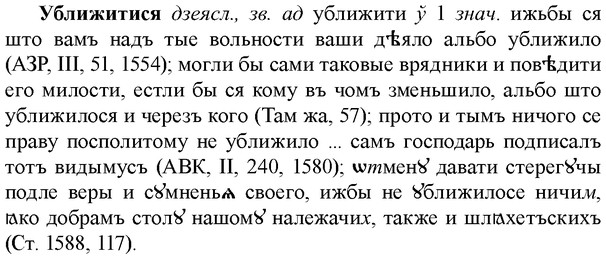 Убліжитися дзеясл., зв. ад уближити ў 1 знач. ижьбы ся
што вамъ надъ тые вольности ваши дѣяло альбо уближило
(АЗР, III, 51, 1554); могли бы сами таковые врядники и повѣдити
его милости, естли бы ся кому въ чомъ зменьшило, альбо што
уближилося и черезъ кого (Там жа, 57); прото и тымъ ничого се
праву посполитому не уближило ... самъ господарь подписалъ
тотъ видымусъ (АВК, II, 240, 1580); ѡтменꙋ давати стерегꙋчы
подле веры и сꙋмненьѧ своего, ижбы не ꙋближилосе ничим,
ꙗко добрамъ столꙋ нашомꙋ належачих, также и шлꙗхетъскихъ
(Ст. 1588, 117).